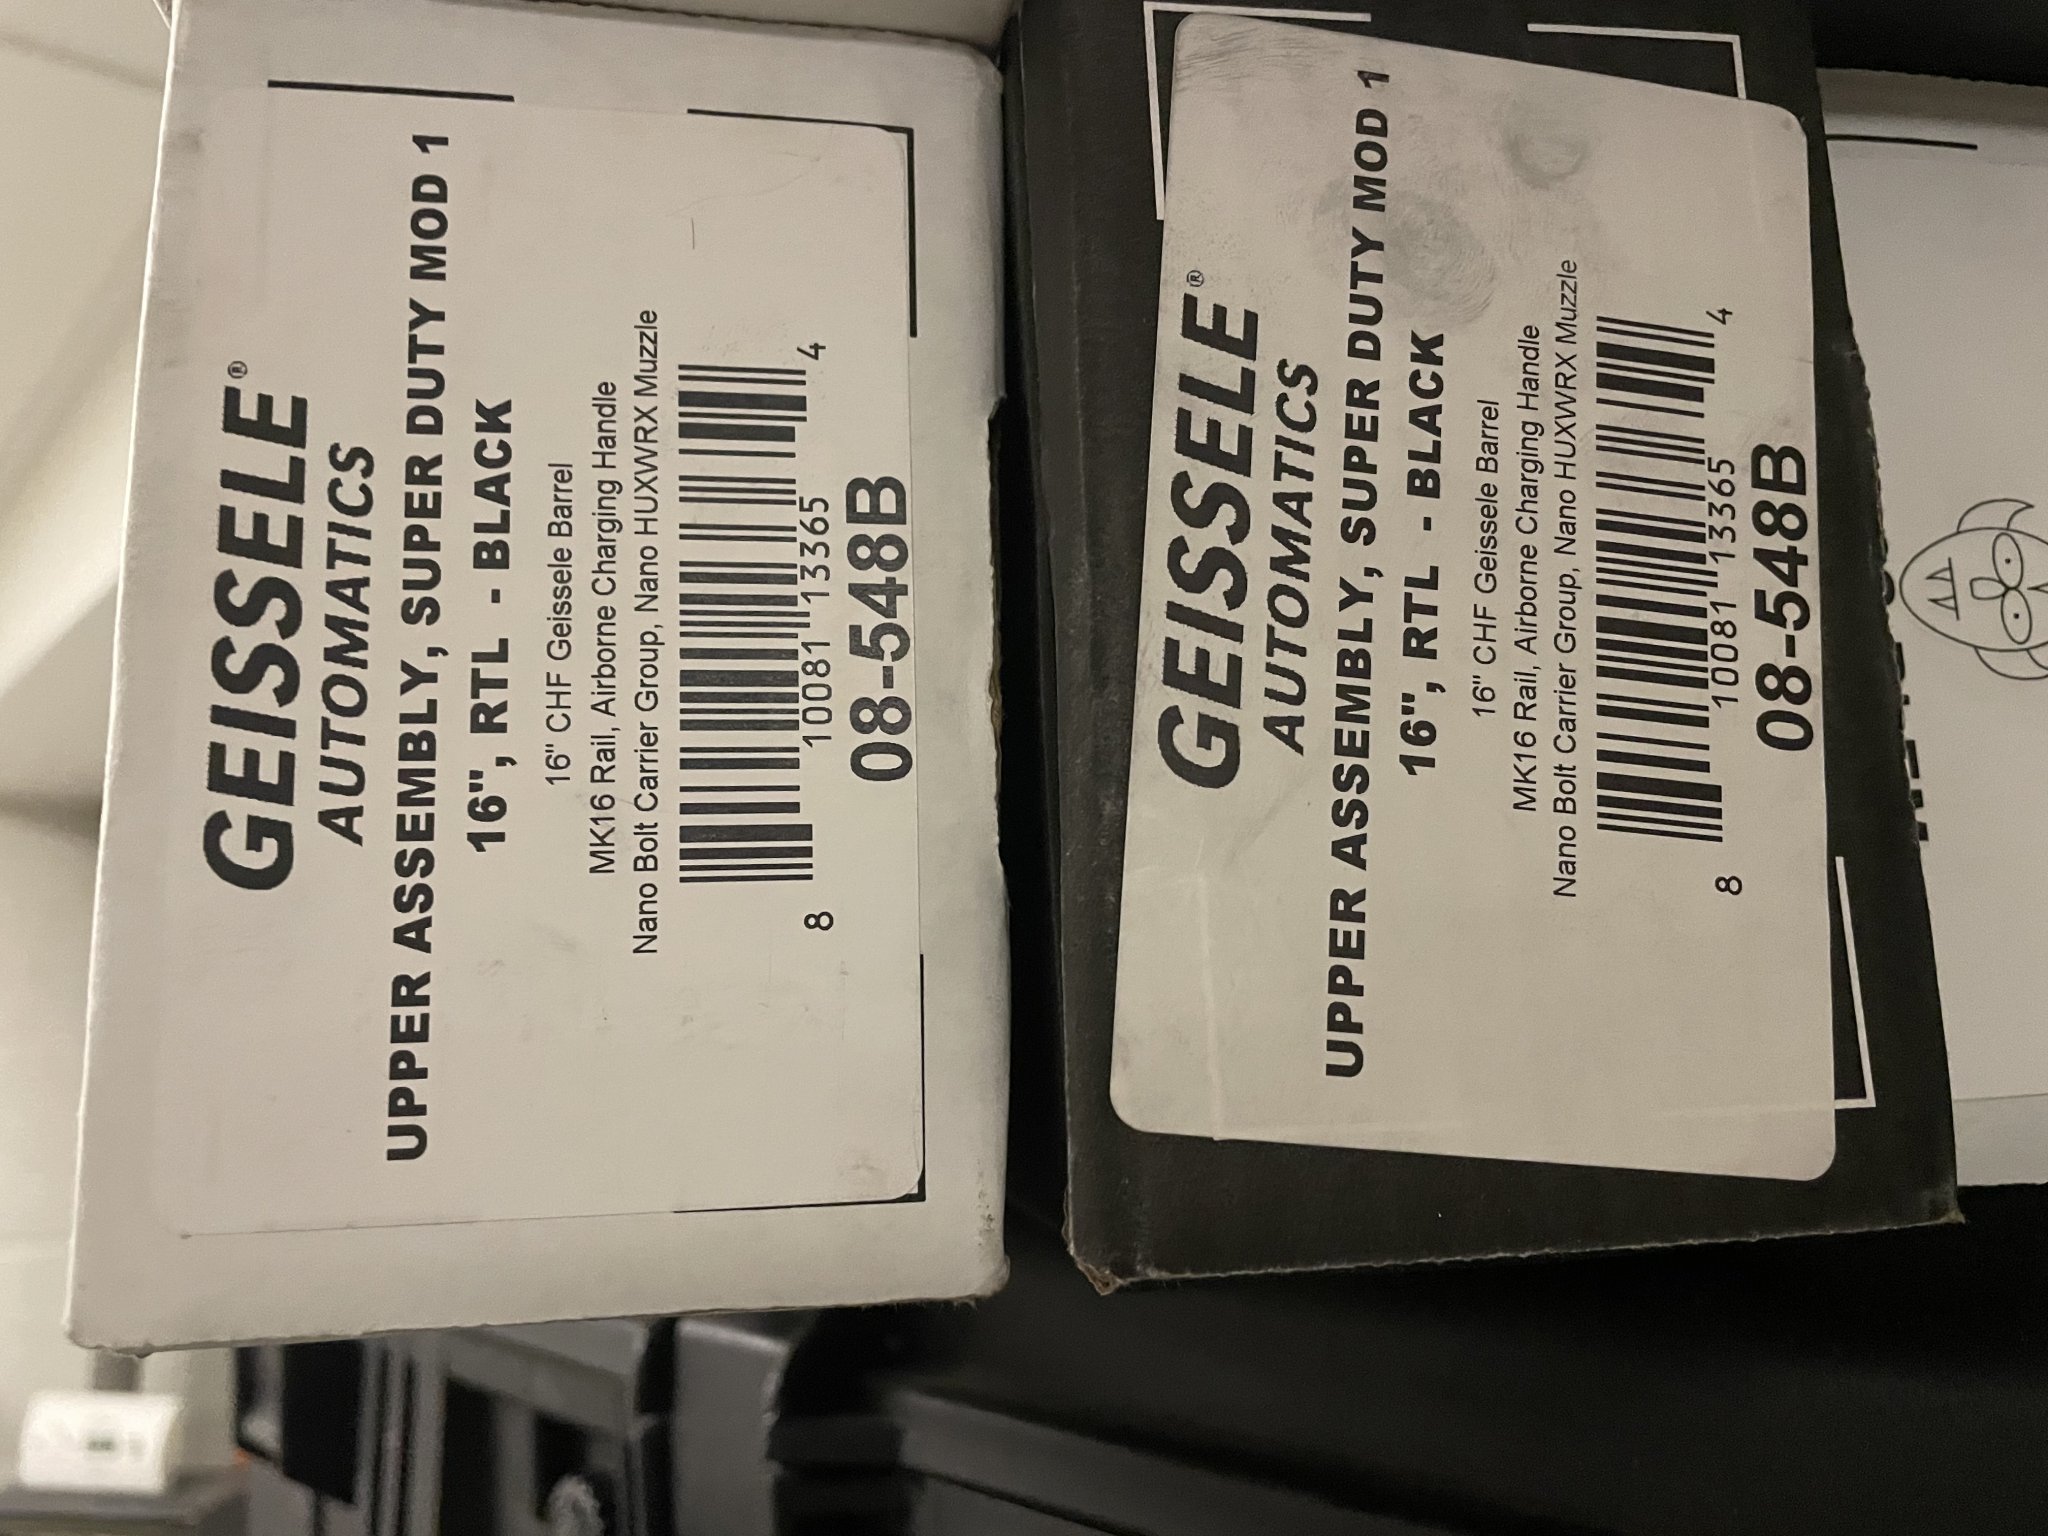 GEISSELE®
AUTOMATICS
UPPER ASSEMBLY, SUPER DUTY MOD 1
16", RTL - BLACK
16" CHF Geissele Barrel
MK16 Rail, Airborne Charging Handle
Nano Bolt Carrier Group, Nano HUXWRX Muzzle
8 10081 13365 4
08-548B
GEISSELE®
AUTOMATICS
UPPER ASSEMBLY, SUPER DUTY MOD 1
16", RTL - BLACK
16" CHF Geissele Barrel
MK16 Rail, Airborne Charging Handle
Nano Bolt Carrier Group, Nano HUXWRX Muzzle
8 10081 13365 4
08-548B